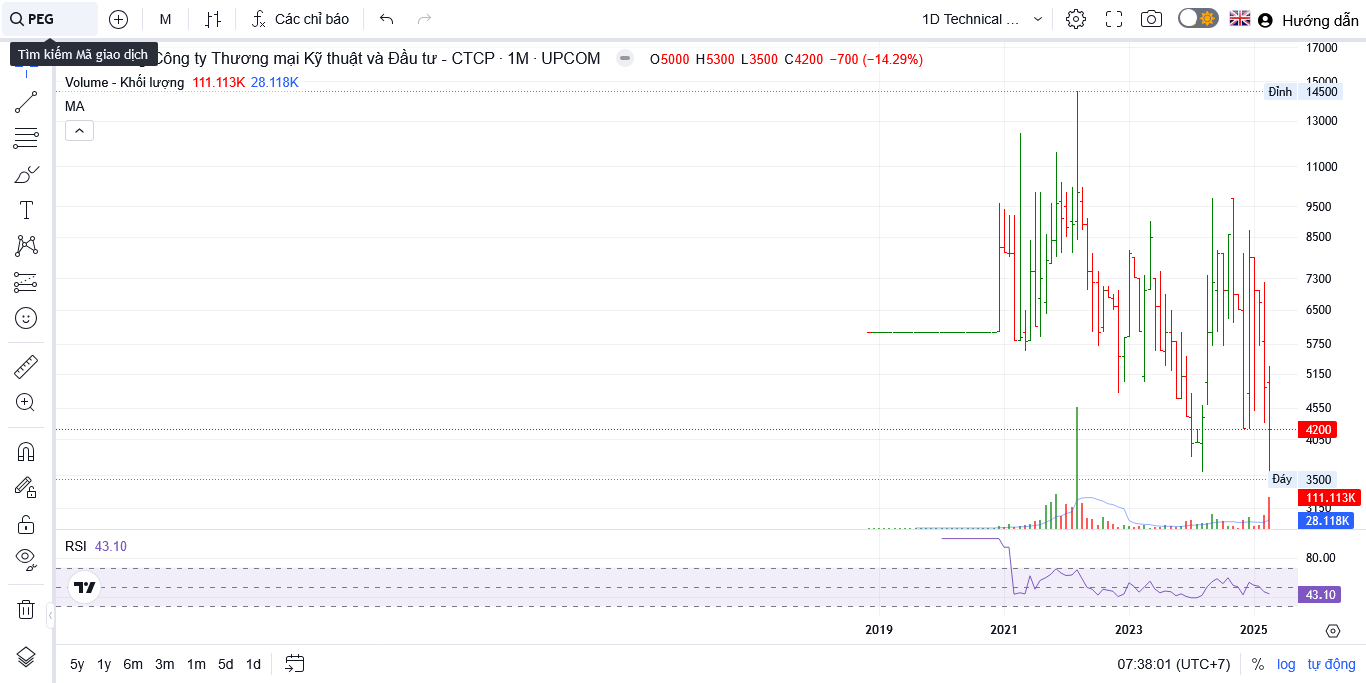 PEG
M
Các chỉ báo
1D Technical ...
Hướng dẫn
Tìm kiếm Mã giao dịch
Công ty Thương mại Kỹ thuật và Đầu tư - CTCP · 1M · UPCOM
O5000 H5300 L3500 C4200 −700 (−14.29%)
Volume - Khối lượng 111.113K 28.118K
MA
17000
15000
Đỉnh 14500
13000
11000
9500
8500
7300
6500
5750
5150
4550
4200
4050
Đáy 3500
111.113K
3150
28.118K
RSI 43.10
80.00
43.10
2019 2021 2023 2025
5y 1y 6m 3m 1m 5d 1d
07:38:01 (UTC+7) % log tự động